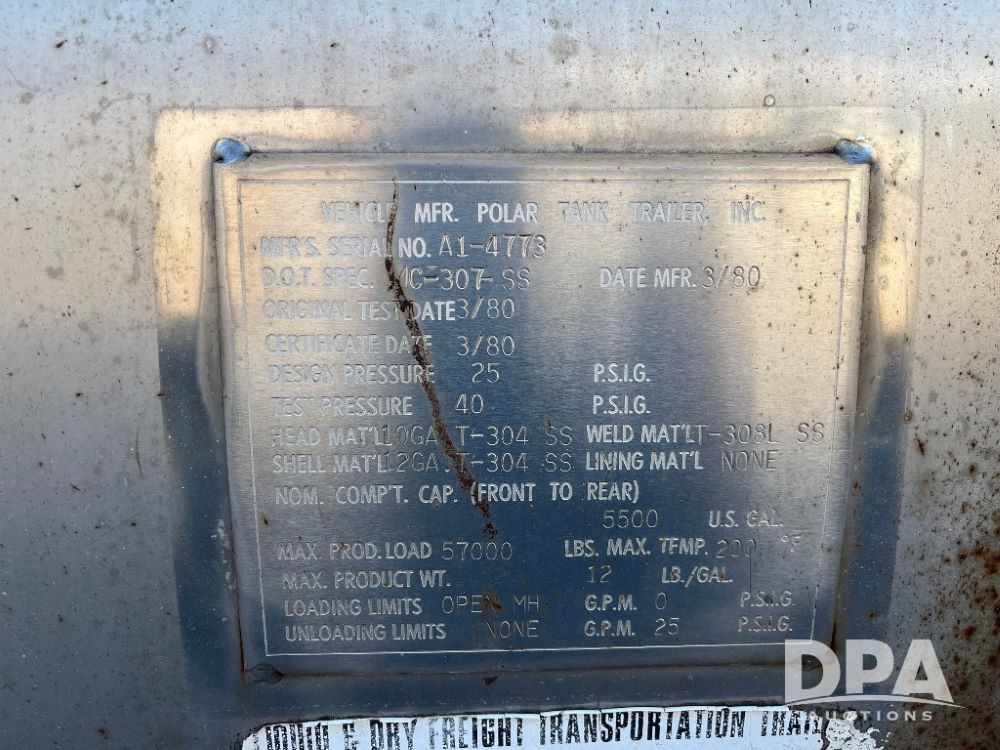 VEHICLE MFR. POLAR TANK TRAILER, INC.
MFR'S. SERIAL NO. A1-4773
D.O.T. SPEC. MC-307-SS DATE MFR. 3/80
ORIGINAL TEST DATE 3/80
CERTIFICATE DATE 3/80
DESIGN PRESSURE 25 P.S.I.G.
TEST PRESSURE 40 P.S.I.G.
HEAD MAT'L 10GA. T-304 SS WELD MAT'L T-308L SS
SHELL MAT'L 12GA. T-304 SS LINING MAT'L NONE
NOM. COMP'T. CAP. (FRONT TO REAR)
5500 U.S. GAL.
MAX. PROD. LOAD 57000 LBS. MAX. TEMP. 200 °F
MAX. PRODUCT WT. 12 LB./GAL.
LOADING LIMITS OPEN MH. G.P.M. 0 P.S.I.G.
UNLOADING LIMITS NONE G.P.M. 25 P.S.I.G.
DPA
AUCTIONS
LIQUID & DRY FREIGHT TRANSPORTATION TRAIL